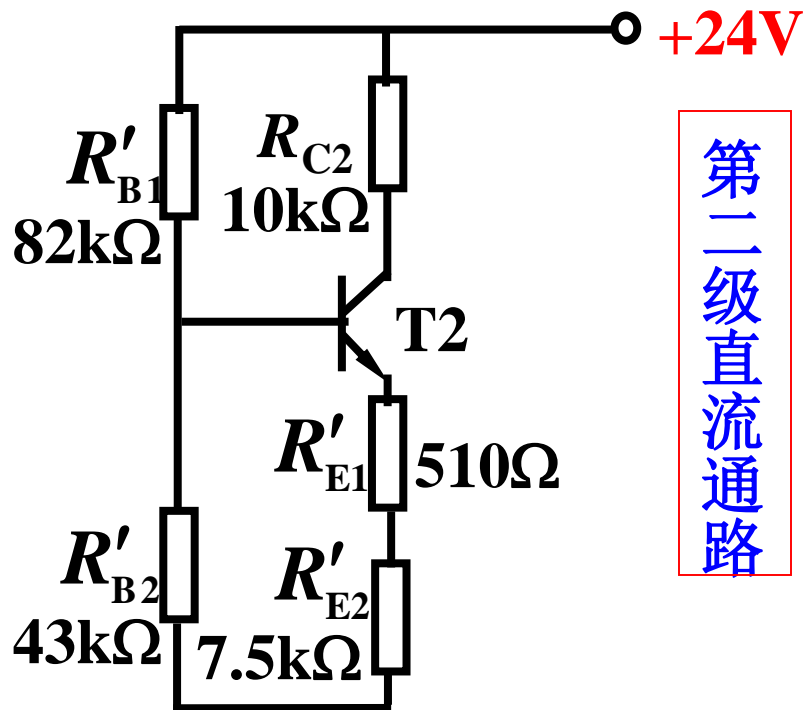 +24V
R′B1
82kΩ
RC2
10kΩ
T2
R′E1
510Ω
R′B2
43kΩ
R′E2
7.5kΩ
第二级直流通路